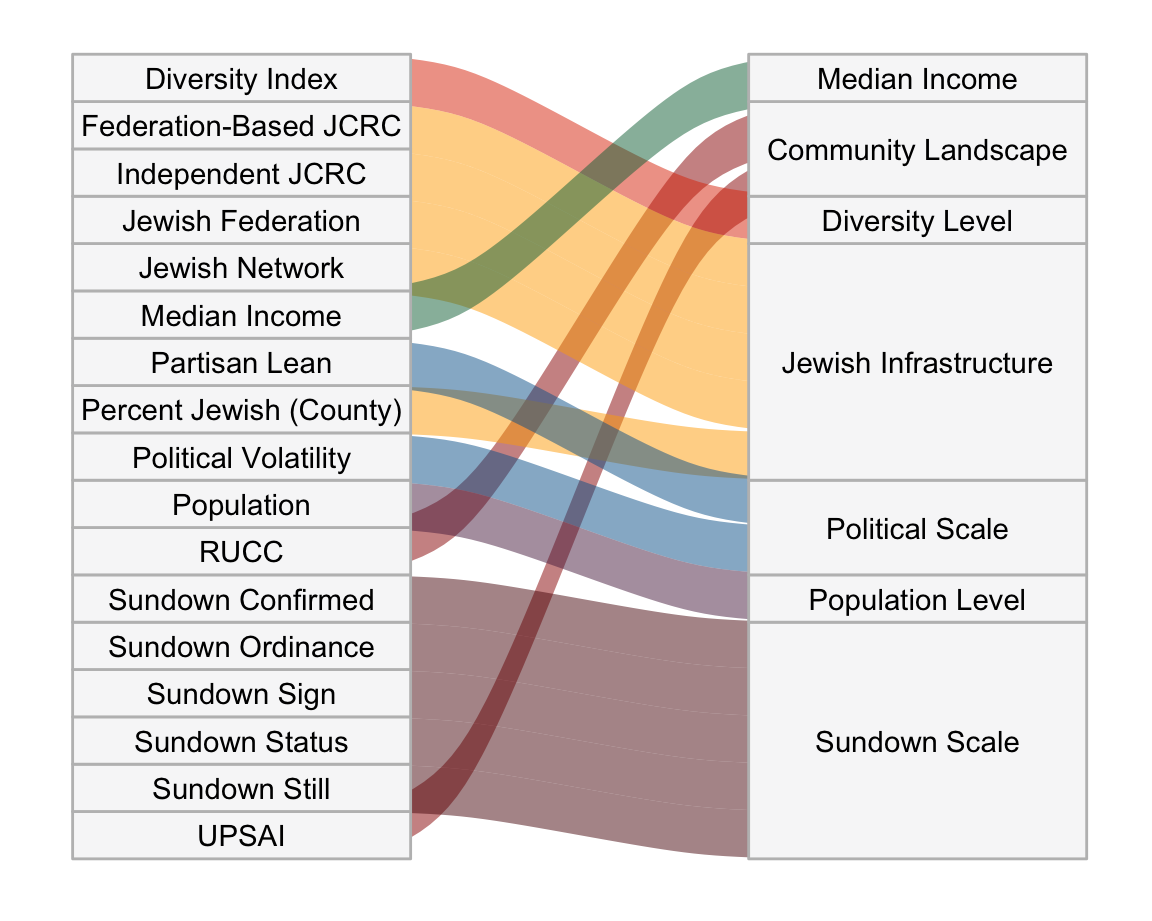 Diversity Index
Federation-Based JCRC
Independent JCRC
Jewish Federation
Jewish Network
Median Income
Partisan Lean
Percent Jewish (County)
Political Volatility
Population
RUCC
Sundown Confirmed
Sundown Ordinance
Sundown Sign
Sundown Status
Sundown Still
UPSAI
Median Income
Community Landscape
Diversity Level
Jewish Infrastructure
Political Scale
Population Level
Sundown Scale